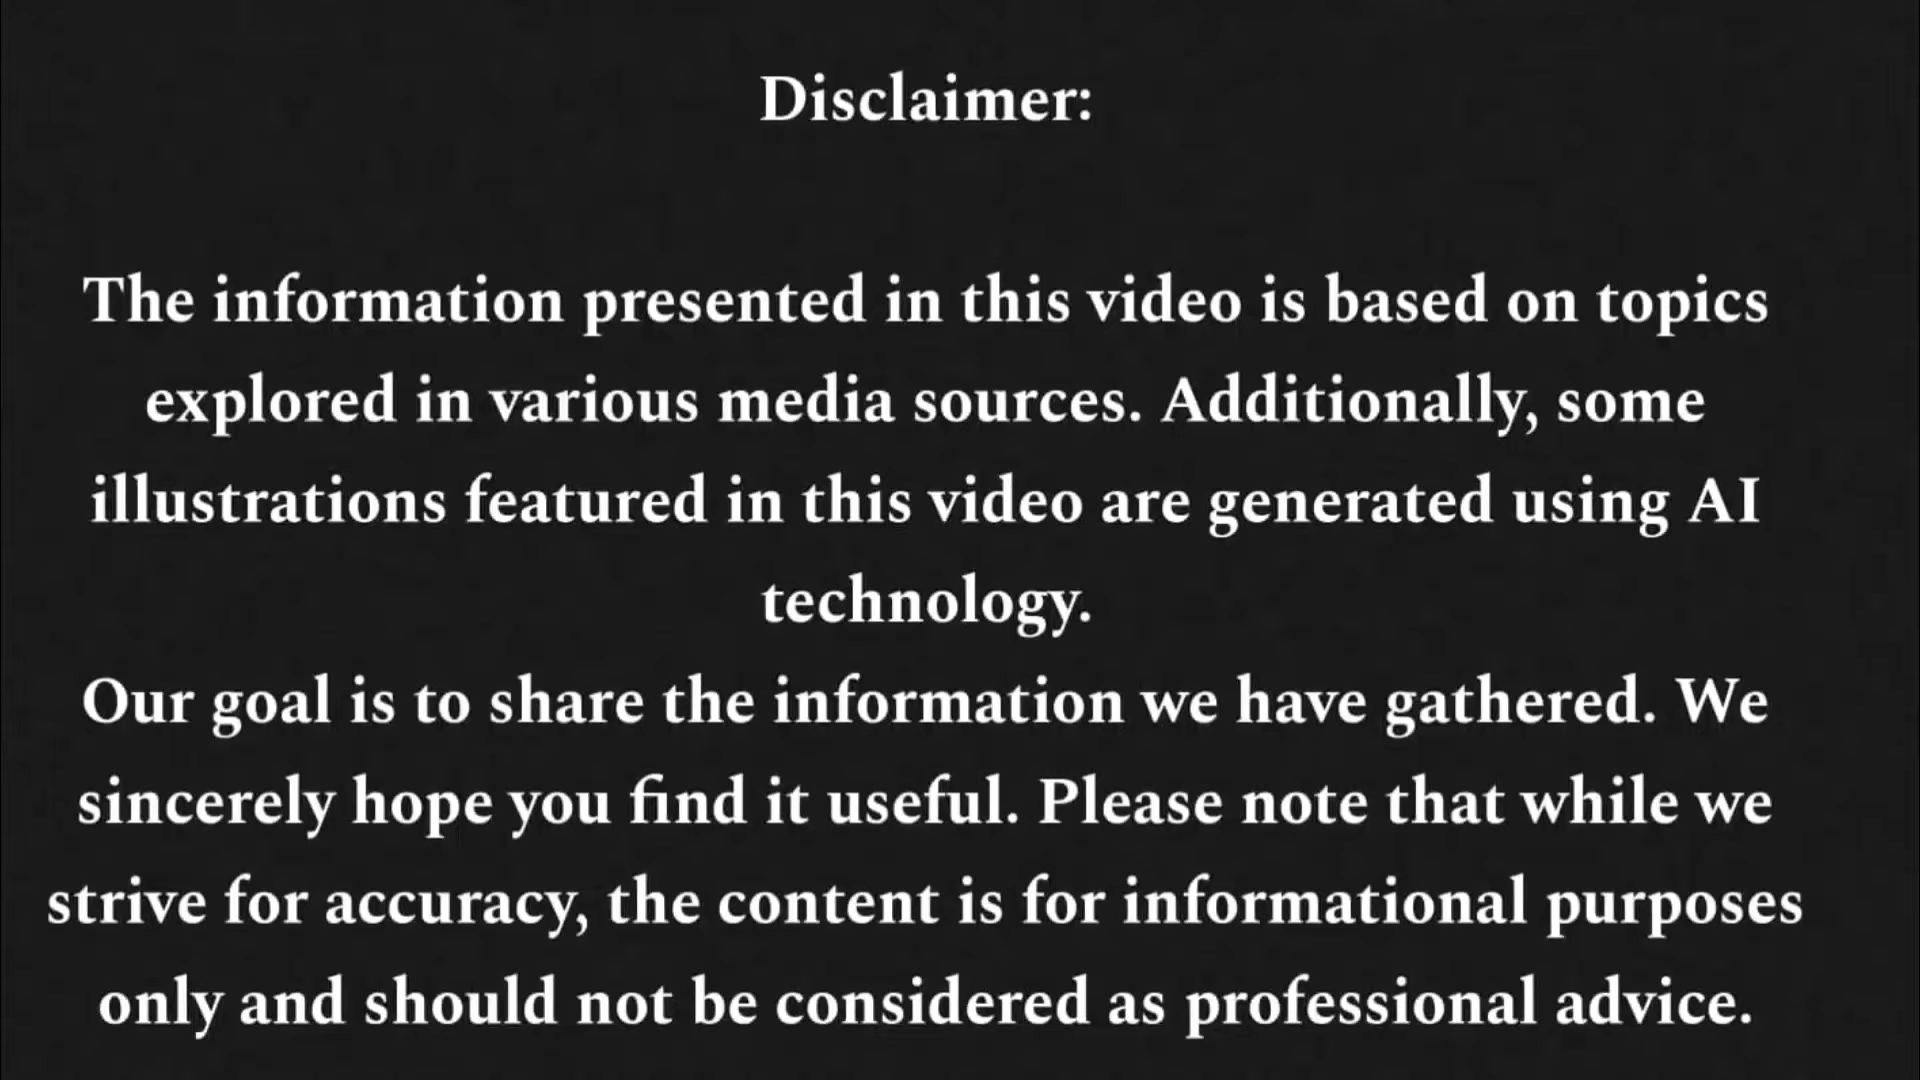 Disclaimer:
The information presented in this video is based on topics
explored in various media sources. Additionally, some
illustrations featured in this video are generated using AI
technology.
Our goal is to share the information we have gathered. We
sincerely hope you find it useful. Please note that while we
strive for accuracy, the content is for informational purposes
only and should not be considered as professional advice.